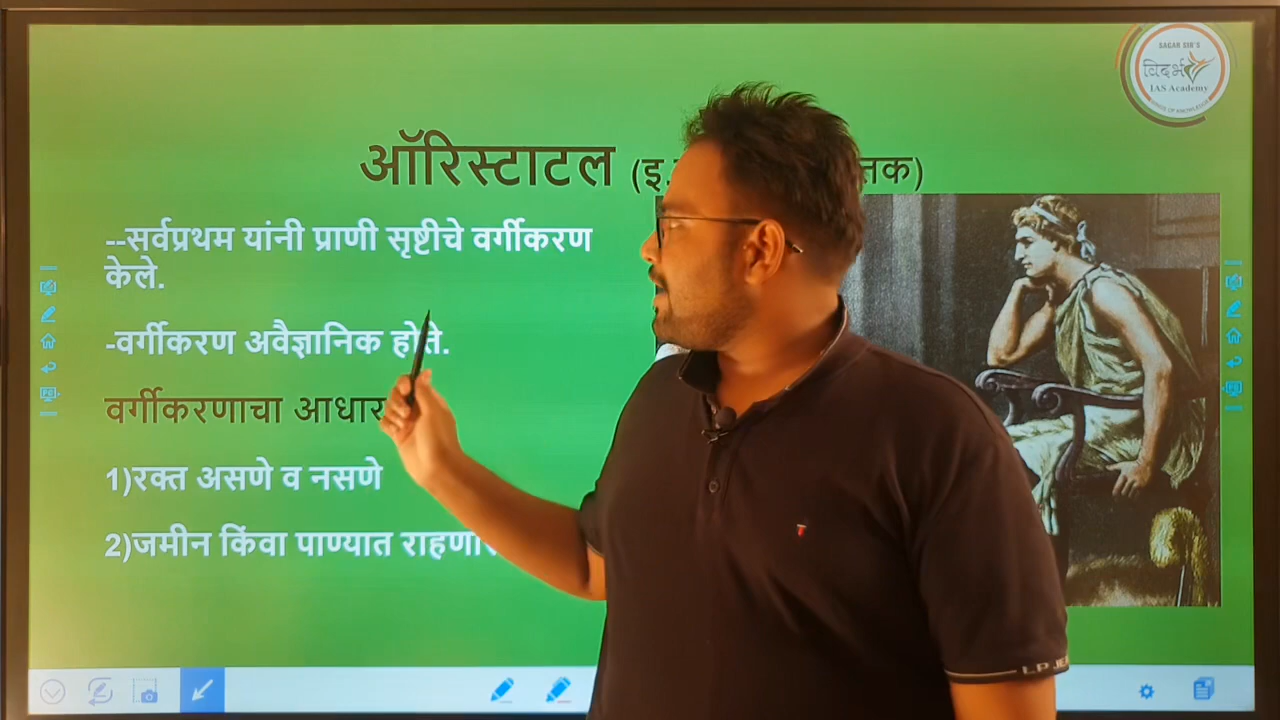 SAGAR SIR'S
विदर्भ
IAS Academy
ऑरिस्टाटल (इ.
--सर्वप्रथम यांनी प्राणी सृष्टीचे वर्गीकरण
केले.
-वर्गीकरण अवैज्ञानिक होते.
वर्गीकरणाचा आधार
1)रक्त असणे व नसणे
2)जमीन किंवा पाण्यात